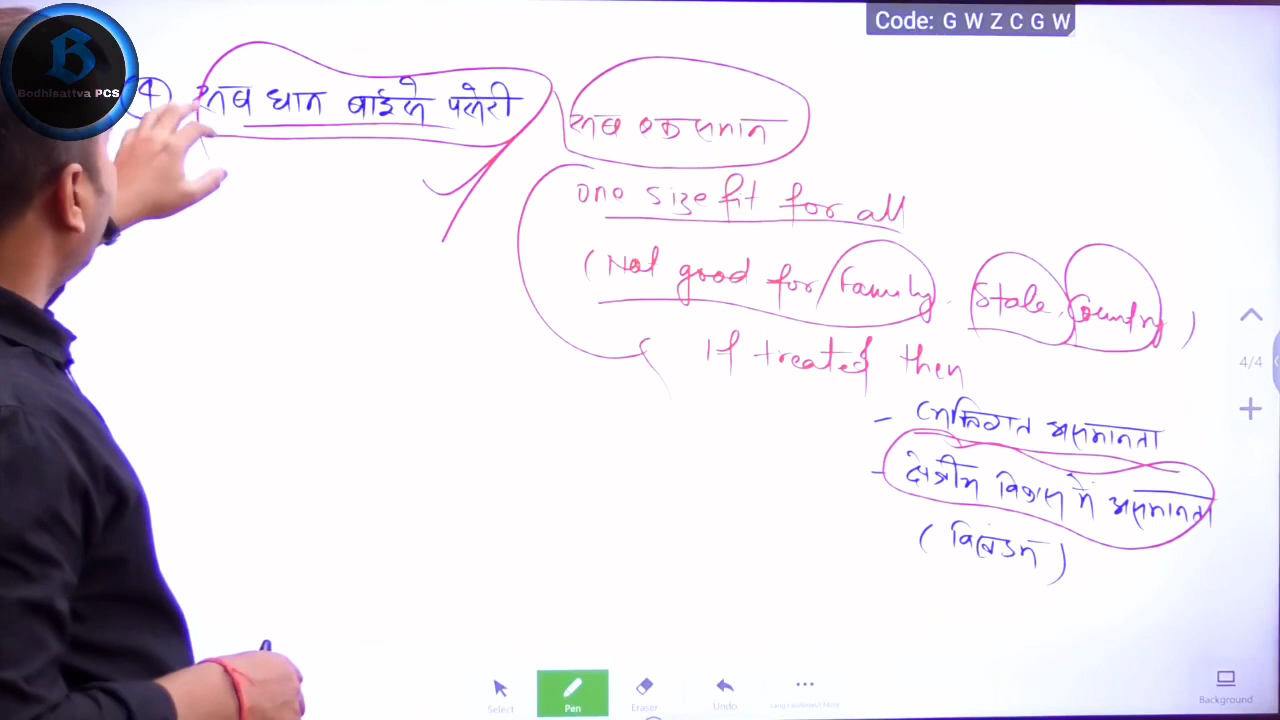 Code: G W Z C G W
B
Bodhisattva PCS
4 सब धान बाईसे पसेरी
सब एक समान
One size fit for all
(Not good for/Family, State, Country)
If treated then
- व्यक्तिगत असमानता
- क्षेत्रीय विकास में असमानता
(विखंडन)
4/4
Select
Pen
Eraser
Undo
Background